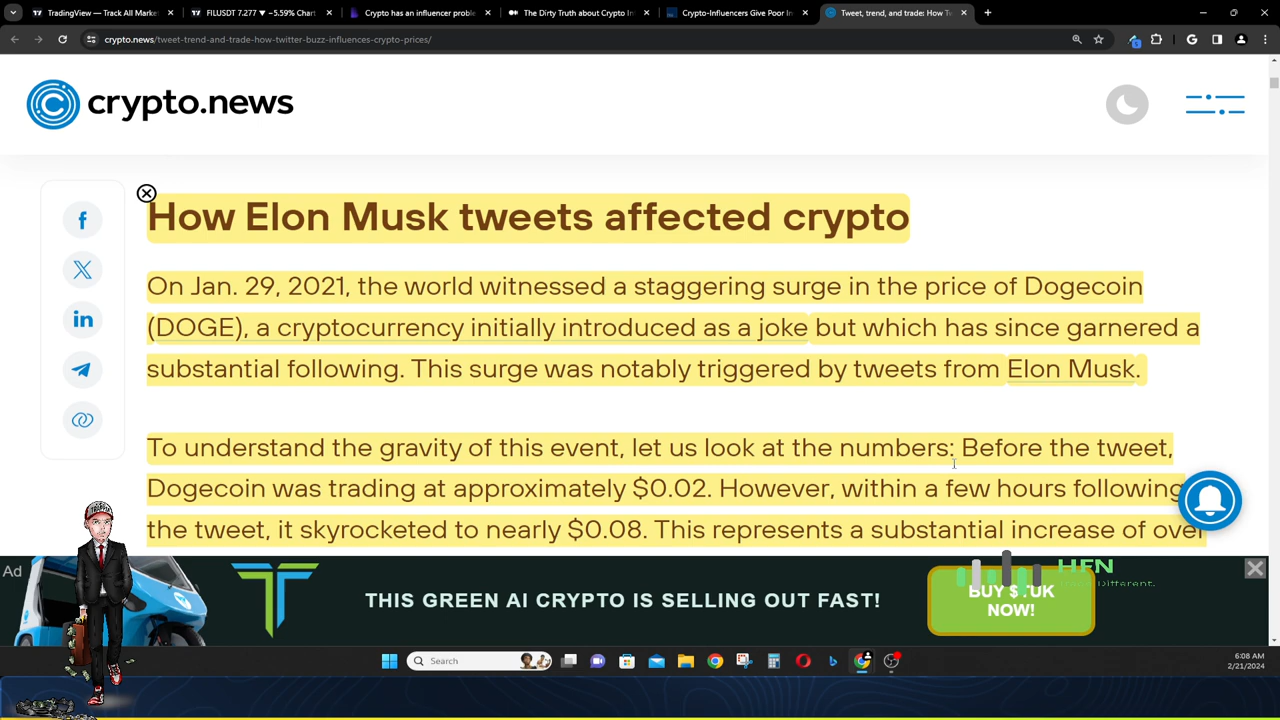 TradingView — Track All Market
FILUSDT 7.277 ▼ −5.59% Chart
Crypto has an influencer proble
The Dirty Truth about Crypto In
Crypto-Influencers Give Poor In
Tweet, trend, and trade: How Tw
crypto.news/tweet-trend-and-trade-how-twitter-buzz-influences-crypto-prices/
crypto.news
How Elon Musk tweets affected crypto
On Jan. 29, 2021, the world witnessed a staggering surge in the price of Dogecoin
(DOGE), a cryptocurrency initially introduced as a joke but which has since garnered a
substantial following. This surge was notably triggered by tweets from Elon Musk.
To understand the gravity of this event, let us look at the numbers: Before the tweet,
Dogecoin was trading at approximately $0.02. However, within a few hours following
the tweet, it skyrocketed to nearly $0.08. This represents a substantial increase of over
Ad
THIS GREEN AI CRYPTO IS SELLING OUT FAST!
BUY $TUK
NOW!
HFN
Different.
Search
6:08 AM
2/21/2024